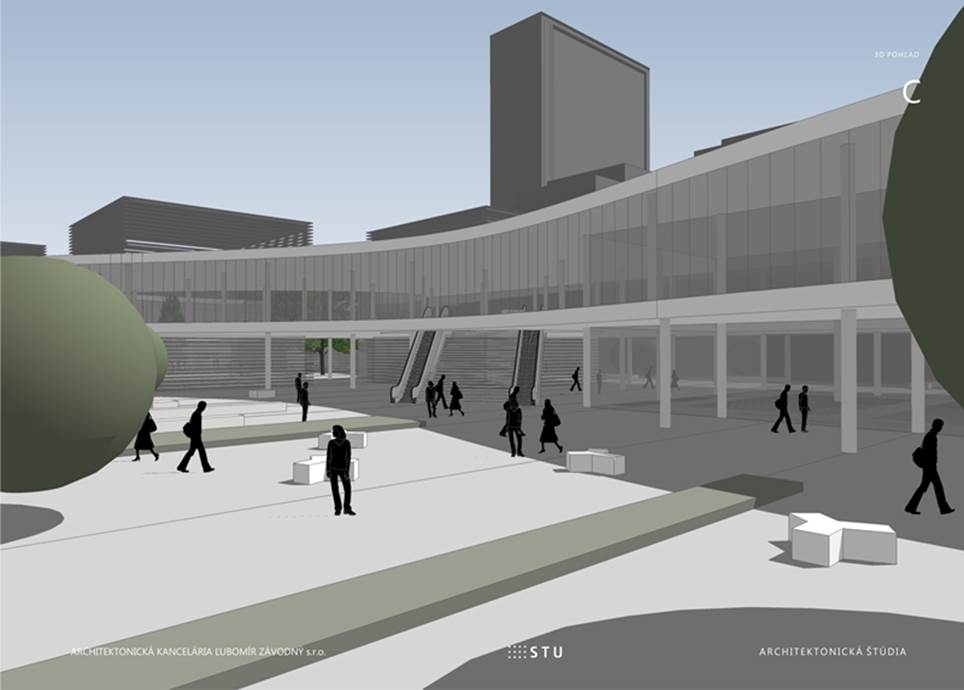 3D POHĽAD
C
ARCHITEKTONICKÁ KANCELÁRIA ĽUBOMÍR ZÁVODNÝ s.r.o.
STU
ARCHITEKTONICKÁ ŠTÚDIA